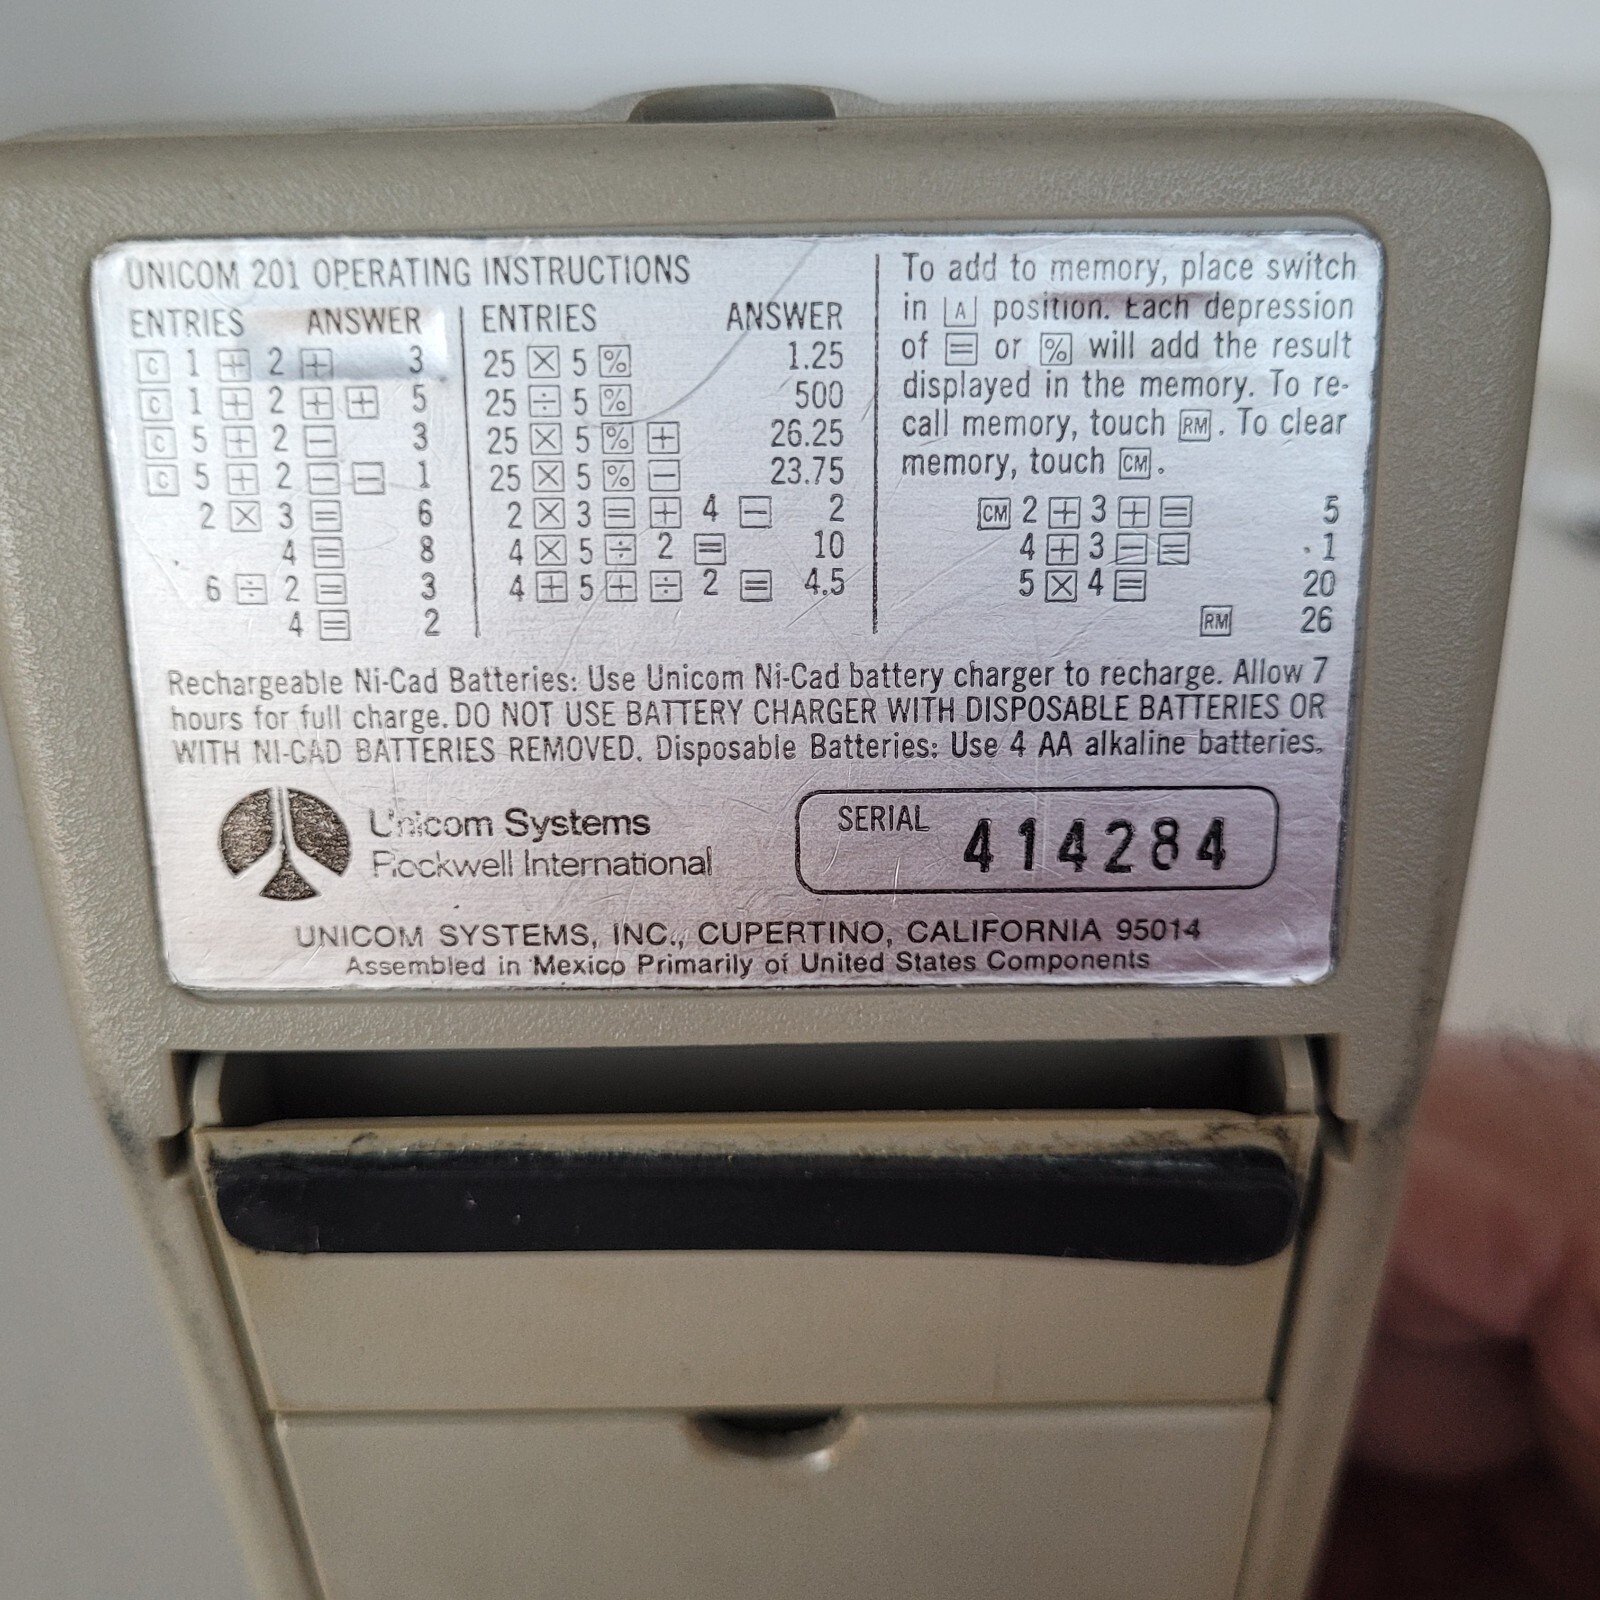 UNICOM 201 OPERATING INSTRUCTIONS
ENTRIES ANSWER
C 1 + 2 + 3
C 1 + 2 + + 5
C 5 + 2 − 3
C 5 + 2 − − 1
2 × 3 = 6
4 = 8
6 ÷ 2 = 3
4 = 2
ENTRIES ANSWER
25 × 5 % 1.25
25 ÷ 5 % 500
25 × 5 % + 26.25
25 × 5 % − 23.75
2 × 3 = + 4 − 2
4 × 5 ÷ 2 = 10
4 + 5 + ÷ 2 = 4.5
To add to memory, place switch
in A position. Each depression
of = or % will add the result
displayed in the memory. To re-
call memory, touch RM. To clear
memory, touch CM.
CM 2 + 3 + = 5
4 + 3 − = 1
5 × 4 = 20
RM 26
Rechargeable Ni-Cad Batteries: Use Unicom Ni-Cad battery charger to recharge. Allow 7
hours for full charge. DO NOT USE BATTERY CHARGER WITH DISPOSABLE BATTERIES OR
WITH NI-CAD BATTERIES REMOVED. Disposable Batteries: Use 4 AA alkaline batteries.
Unicom Systems
Rockwell International
SERIAL 414284
UNICOM SYSTEMS, INC., CUPERTINO, CALIFORNIA 95014
Assembled in Mexico Primarily of United States Components